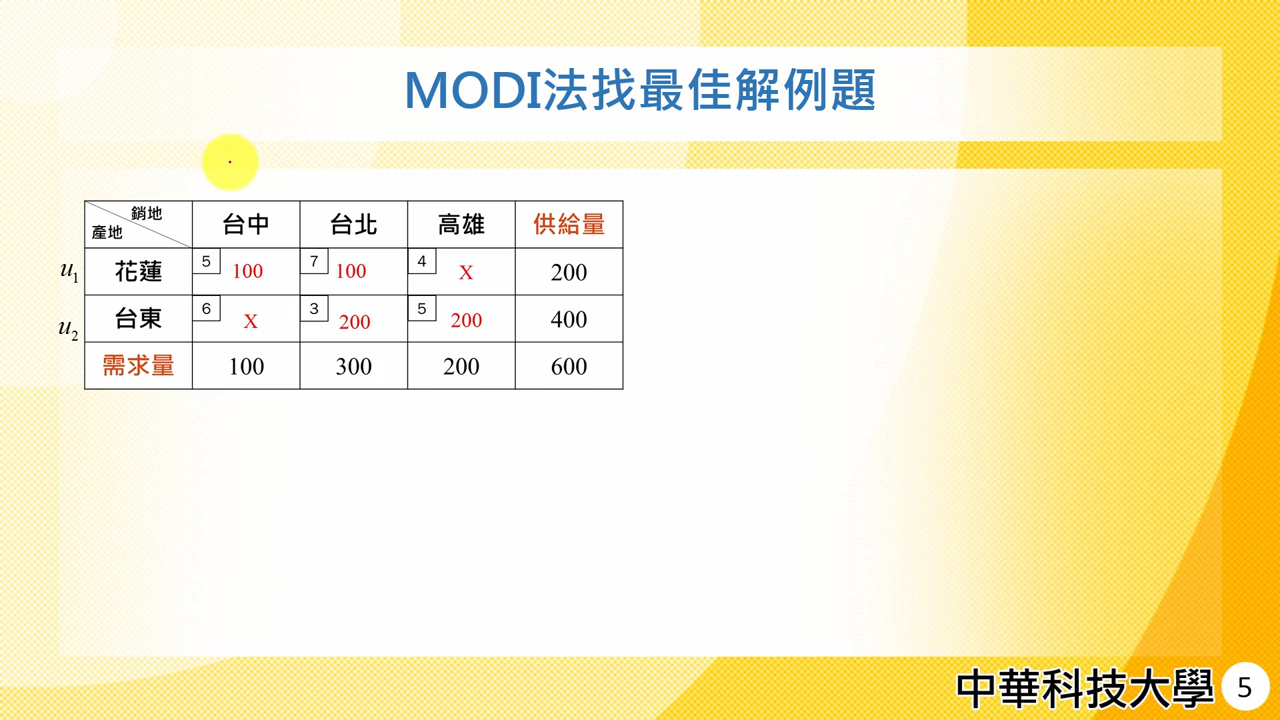 MODI法找最佳解例題
銷地
產地 台中 台北 高雄 供給量
u1 花蓮 5 100 7 100 4 X 200
u2 台東 6 X 3 200 5 200 400
需求量 100 300 200 600
中華科技大學 5